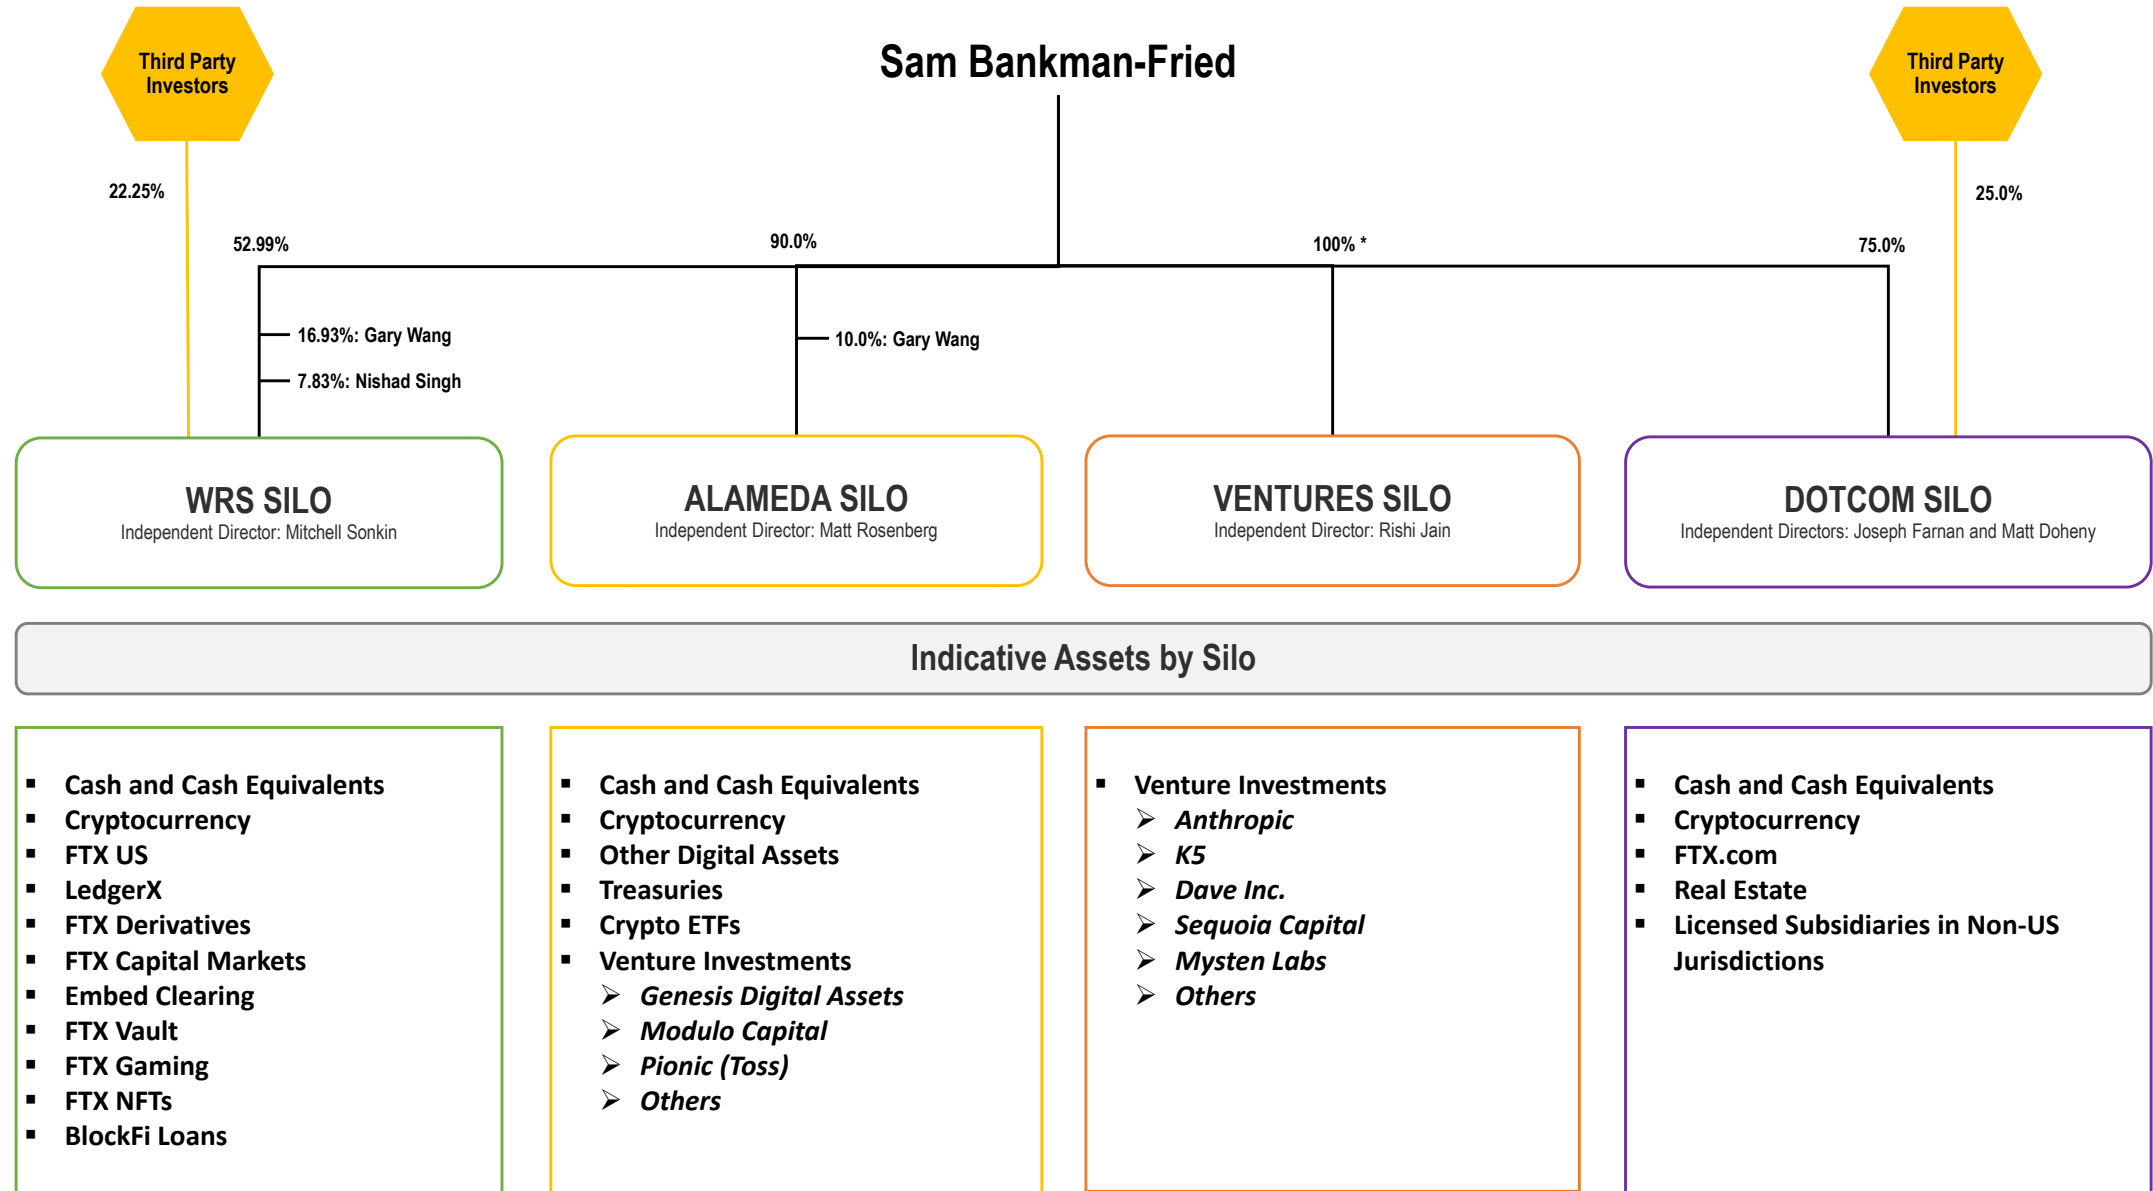 Third Party
Investors
Sam Bankman-Fried
Third Party
Investors
22.25%
25.0%
52.99%
90.0%
100% *
75.0%
16.93%: Gary Wang
10.0%: Gary Wang
7.83%: Nishad Singh
WRS SILO
Independent Director: Mitchell Sonkin
ALAMEDA SILO
Independent Director: Matt Rosenberg
VENTURES SILO
Independent Director: Rishi Jain
DOTCOM SILO
Independent Directors: Joseph Farnan and Matt Doheny
Indicative Assets by Silo
▪ Cash and Cash Equivalents
▪ Cryptocurrency
▪ FTX US
▪ LedgerX
▪ FTX Derivatives
▪ FTX Capital Markets
▪ Embed Clearing
▪ FTX Vault
▪ FTX Gaming
▪ FTX NFTs
▪ BlockFi Loans
▪ Cash and Cash Equivalents
▪ Cryptocurrency
▪ Other Digital Assets
▪ Treasuries
▪ Crypto ETFs
▪ Venture Investments
➢ Genesis Digital Assets
➢ Modulo Capital
➢ Pionic (Toss)
➢ Others
▪ Venture Investments
➢ Anthropic
➢ K5
➢ Dave Inc.
➢ Sequoia Capital
➢ Mysten Labs
➢ Others
▪ Cash and Cash Equivalents
▪ Cryptocurrency
▪ FTX.com
▪ Real Estate
▪ Licensed Subsidiaries in Non-US
Jurisdictions